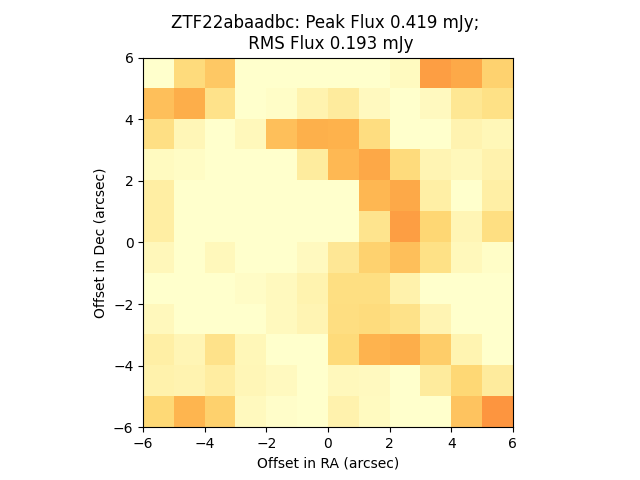 ZTF22abaadbc: Peak Flux 0.419 mJy;
RMS Flux 0.193 mJy
6
4
2
0
−2
−4
−6
Offset in Dec (arcsec)
−6 −4 −2 0 2 4 6
Offset in RA (arcsec)